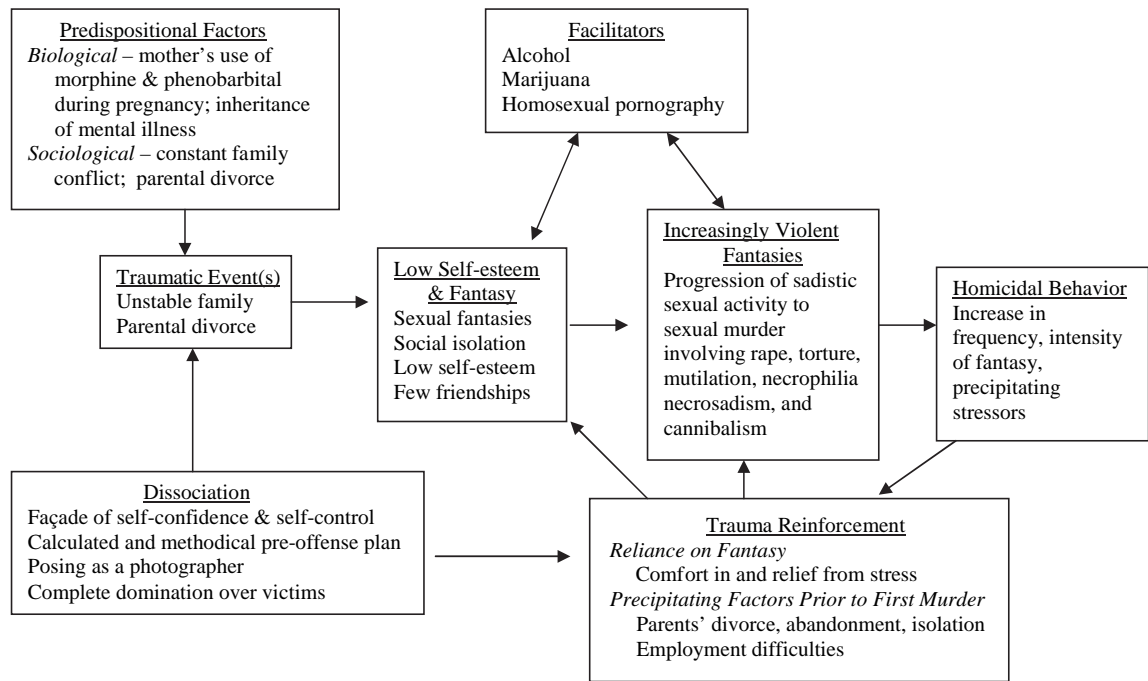 Predispositional Factors
Biological – mother's use of
morphine & phenobarbital
during pregnancy; inheritance
of mental illness
Sociological – constant family
conflict; parental divorce
Facilitators
Alcohol
Marijuana
Homosexual pornography
Traumatic Event(s)
Unstable family
Parental divorce
Low Self-esteem
& Fantasy
Sexual fantasies
Social isolation
Low self-esteem
Few friendships
Increasingly Violent
Fantasies
Progression of sadistic
sexual activity to
sexual murder
involving rape, torture,
mutilation, necrophilia
necrosadism, and
cannibalism
Homicidal Behavior
Increase in
frequency, intensity
of fantasy,
precipitating
stressors
Dissociation
Façade of self-confidence & self-control
Calculated and methodical pre-offense plan
Posing as a photographer
Complete domination over victims
Trauma Reinforcement
Reliance on Fantasy
Comfort in and relief from stress
Precipitating Factors Prior to First Murder
Parents' divorce, abandonment, isolation
Employment difficulties